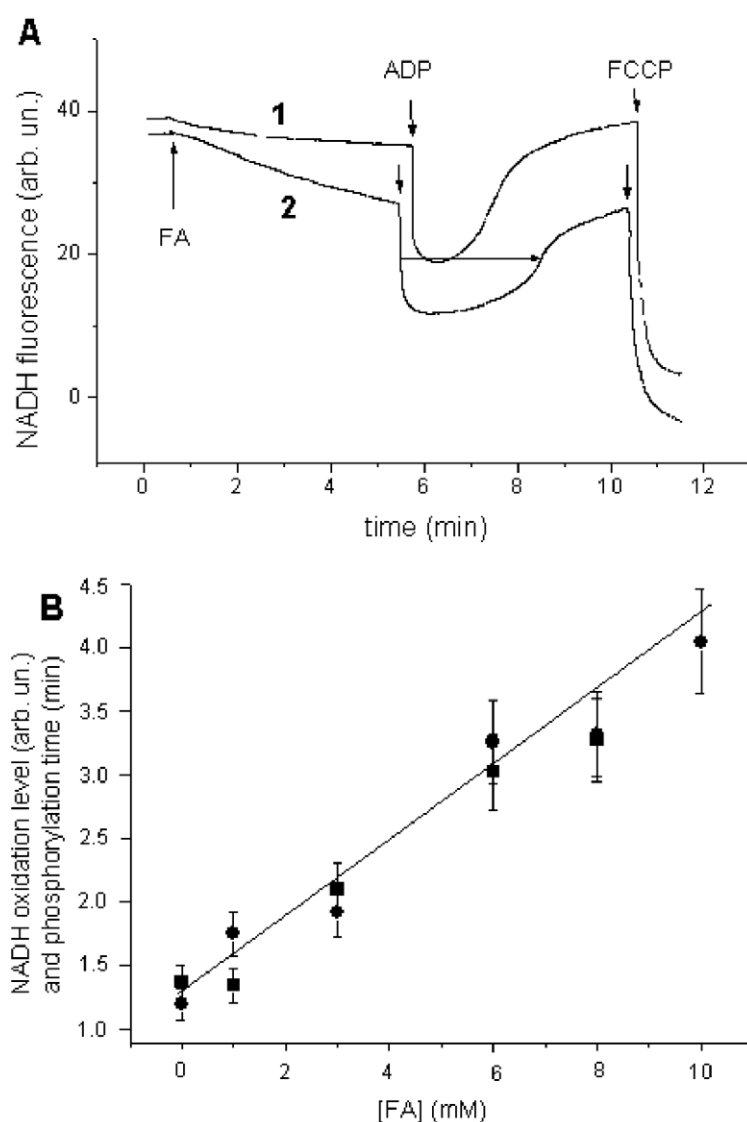 A
ADP
FCCP
1
2
FA
NADH fluorescence (arb. un.)
40
20
0
0 2 4 6 8 10 12
time (min)
B
NADH oxidation level (arb. un.)
and phosphorylation time (min)
4.5
4.0
3.5
3.0
2.5
2.0
1.5
1.0
0 2 4 6 8 10
[FA] (mM)